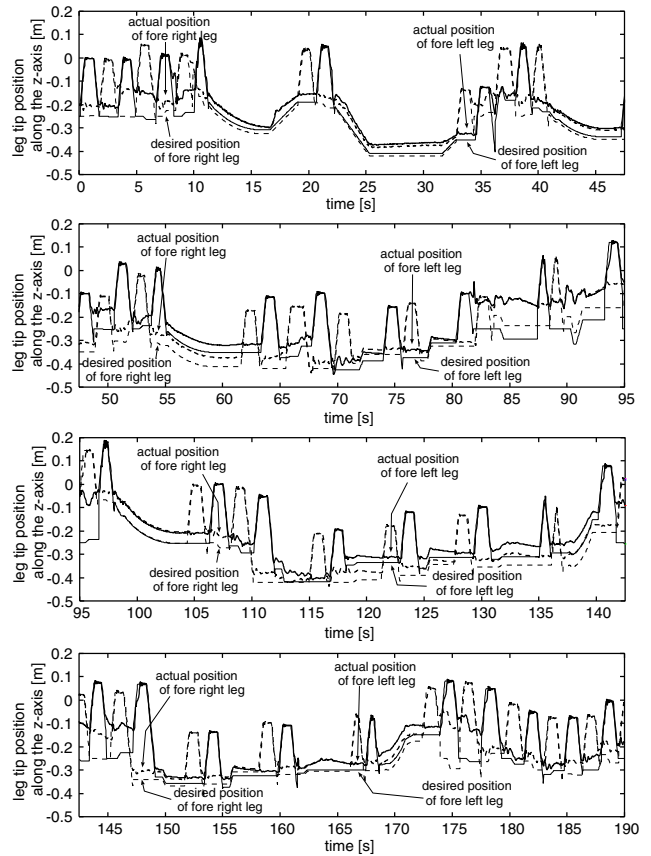 leg tip position
along the z-axis [m]
0.2
0.1
0
-0.1
-0.2
-0.3
-0.4
-0.5
actual position
of fore right leg
desired position
of fore right leg
actual position
of fore left leg
desired position
of fore left leg
0 5 10 15 20 25 30 35 40 45
time [s]
leg tip position
along the z-axis [m]
0.2
0.1
0
-0.1
-0.2
-0.3
-0.4
-0.5
actual position
of fore right leg
desired position
of fore right leg
actual position
of fore left leg
desired position
of fore left leg
50 55 60 65 70 75 80 85 90 95
time [s]
leg tip position
along the z-axis [m]
0.2
0.1
0
-0.1
-0.2
-0.3
-0.4
-0.5
actual position
of fore right leg
desired position
of fore right leg
actual position
of fore left leg
desired position
of fore left leg
95 100 105 110 115 120 125 130 135 140
time [s]
leg tip position
along the z-axis [m]
0.2
0.1
0
-0.1
-0.2
-0.3
-0.4
-0.5
actual position
of fore right leg
desired position
of fore right leg
actual position
of fore left leg
desired position
of fore left leg
145 150 155 160 165 170 175 180 185 190
time [s]